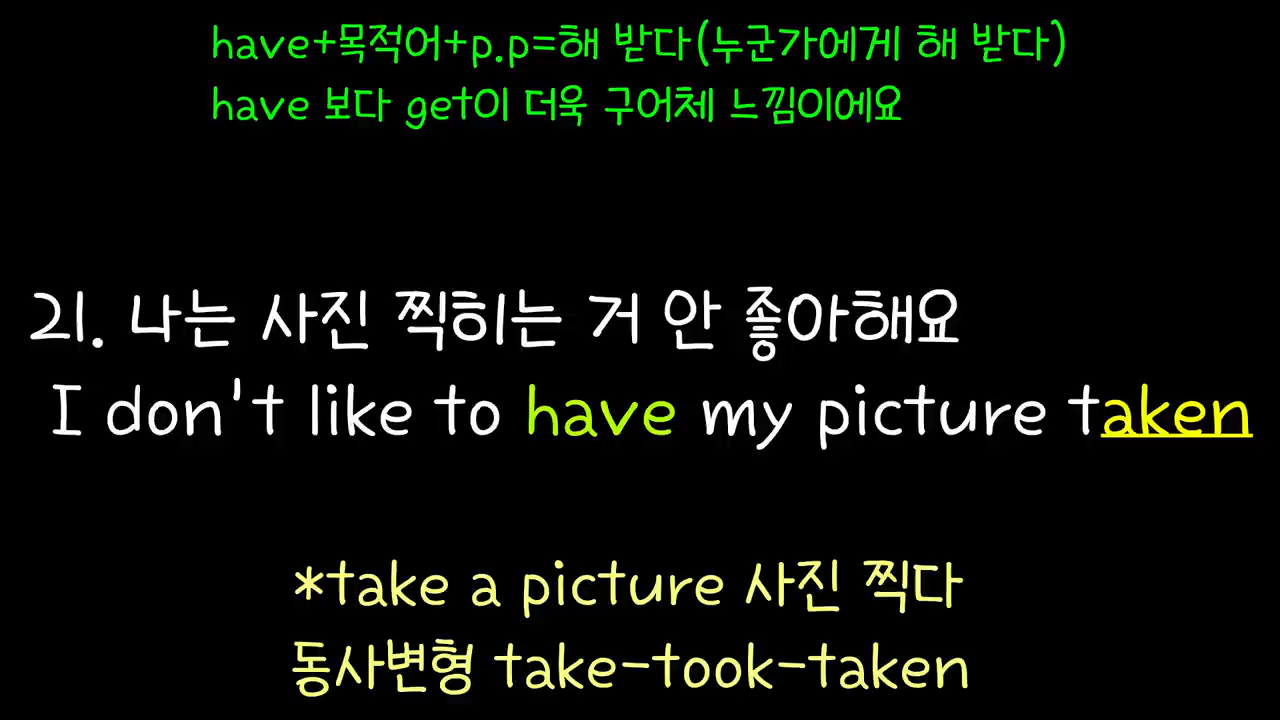 have+목적어+p.p=해 받다(누군가에게 해 받다)
have 보다 get이 더욱 구어체 느낌이에요
21. 나는 사진 찍히는 거 안 좋아해요
I don't like to have my picture taken
*take a picture 사진 찍다
동사변형 take-took-taken